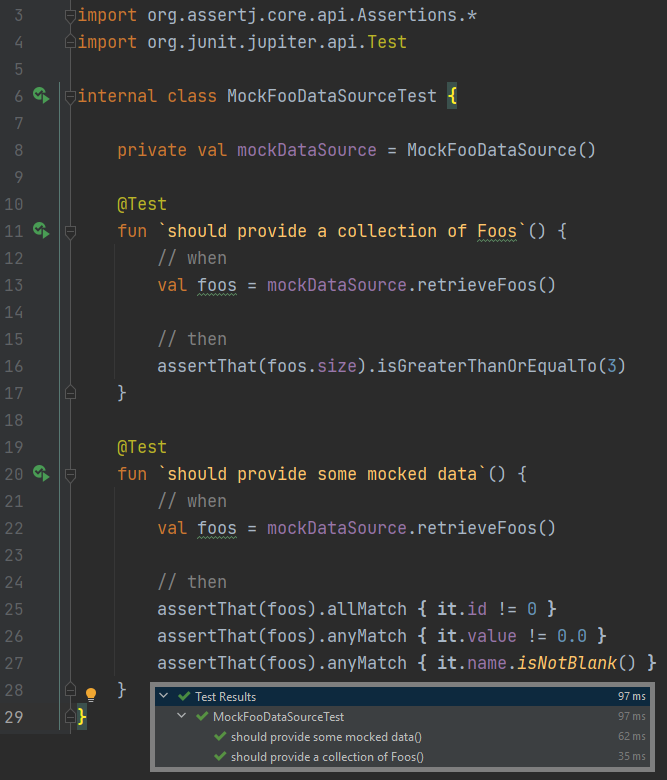 3 import org.assertj.core.api.Assertions.*
4 import org.junit.jupiter.api.Test
5
6 internal class MockFooDataSourceTest {
7
8     private val mockDataSource = MockFooDataSource()
9
10     @Test
11     fun `should provide a collection of Foos`() {
12         // when
13         val foos = mockDataSource.retrieveFoos()
14
15         // then
16         assertThat(foos.size).isGreaterThanOrEqualTo(3)
17     }
18
19     @Test
20     fun `should provide some mocked data`() {
21         // when
22         val foos = mockDataSource.retrieveFoos()
23
24         // then
25         assertThat(foos).allMatch { it.id != 0 }
26         assertThat(foos).anyMatch { it.value != 0.0 }
27         assertThat(foos).anyMatch { it.name.isNotBlank() }
28     }
29 }
Test Results 97 ms
MockFooDataSourceTest 97 ms
should provide some mocked data() 62 ms
should provide a collection of Foos() 35 ms